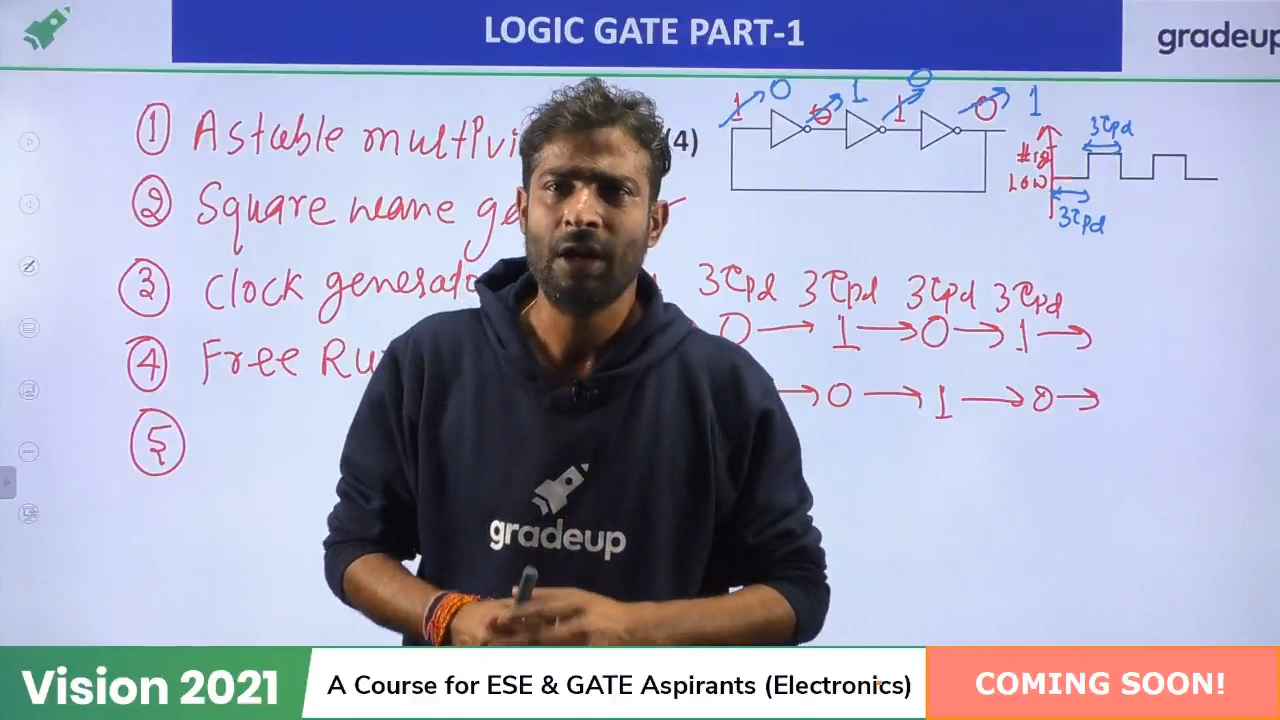 LOGIC GATE PART-1
gradeup
① Astable multivi
(4)
1 0 0 1 1 0 0 1
3τpd
High
LOW
3τpd
② Square wave ge
③ Clock generato
3τpd 3τpd 3τpd 3τpd
0 → 1 → 0 → 1 →
④ Free Ru
→ 0 → 1 → 0 →
⑤
gradeup
Vision 2021
A Course for ESE & GATE Aspirants (Electronics)
COMING SOON!